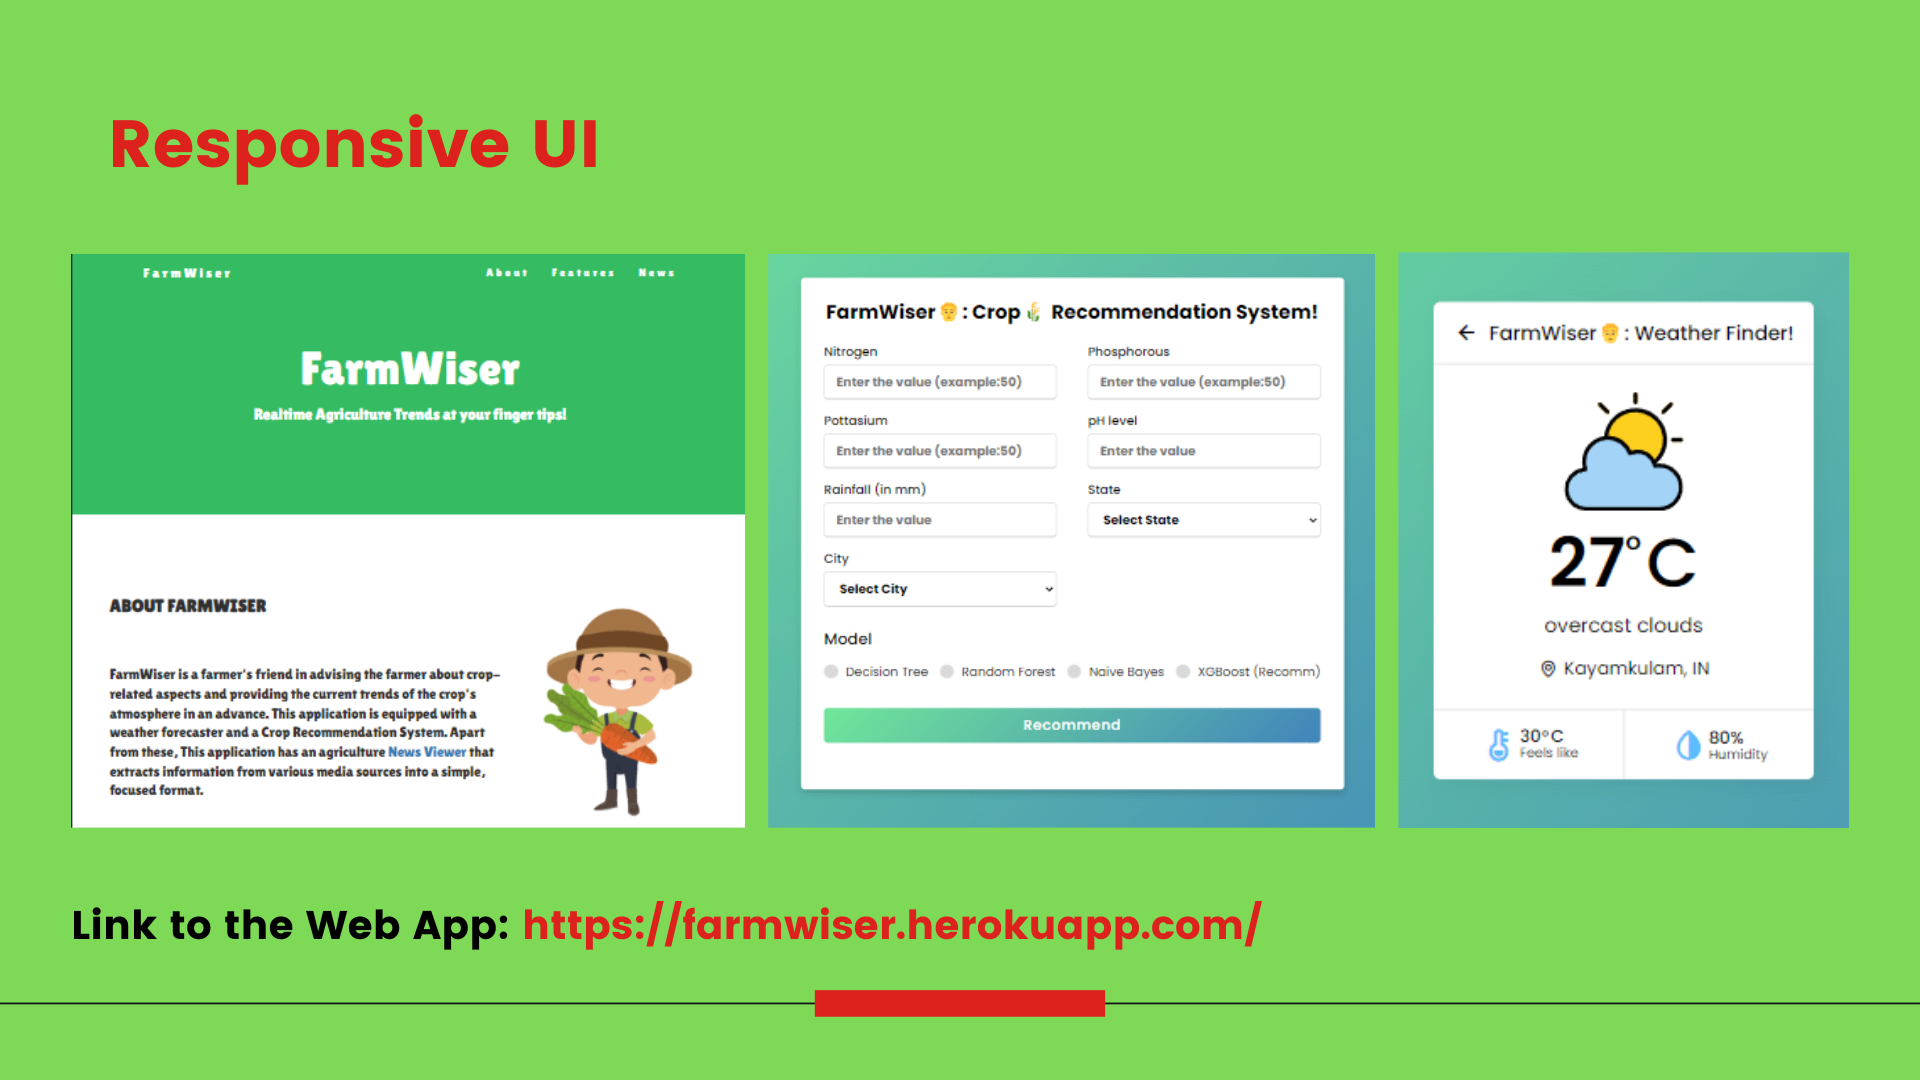 Responsive UI
FarmWiser
About Features News
FarmWiser
Realtime Agriculture Trends at your finger tips!
ABOUT FARMWISER
FarmWiser is a farmer's friend in advising the farmer about crop-
related aspects and providing the current trends of the crop's
atmosphere in an advance. This application is equipped with a
weather forecaster and a Crop Recommendation System. Apart
from these, This application has an agriculture News Viewer that
extracts information from various media sources into a simple,
focused format.
FarmWiser 👴 : Crop 🌾 Recommendation System!
Nitrogen
Enter the value (example:50)
Phosphorous
Enter the value (example:50)
Pottasium
Enter the value (example:50)
pH level
Enter the value
Rainfall (in mm)
Enter the value
State
Select State
City
Select City
Model
Decision Tree Random Forest Naive Bayes XGBoost (Recomm)
Recommend
← FarmWiser 👴 : Weather Finder!
27°C
overcast clouds
Kayamkulam, IN
30°C
Feels like
80%
Humidity
Link to the Web App: https://farmwiser.herokuapp.com/